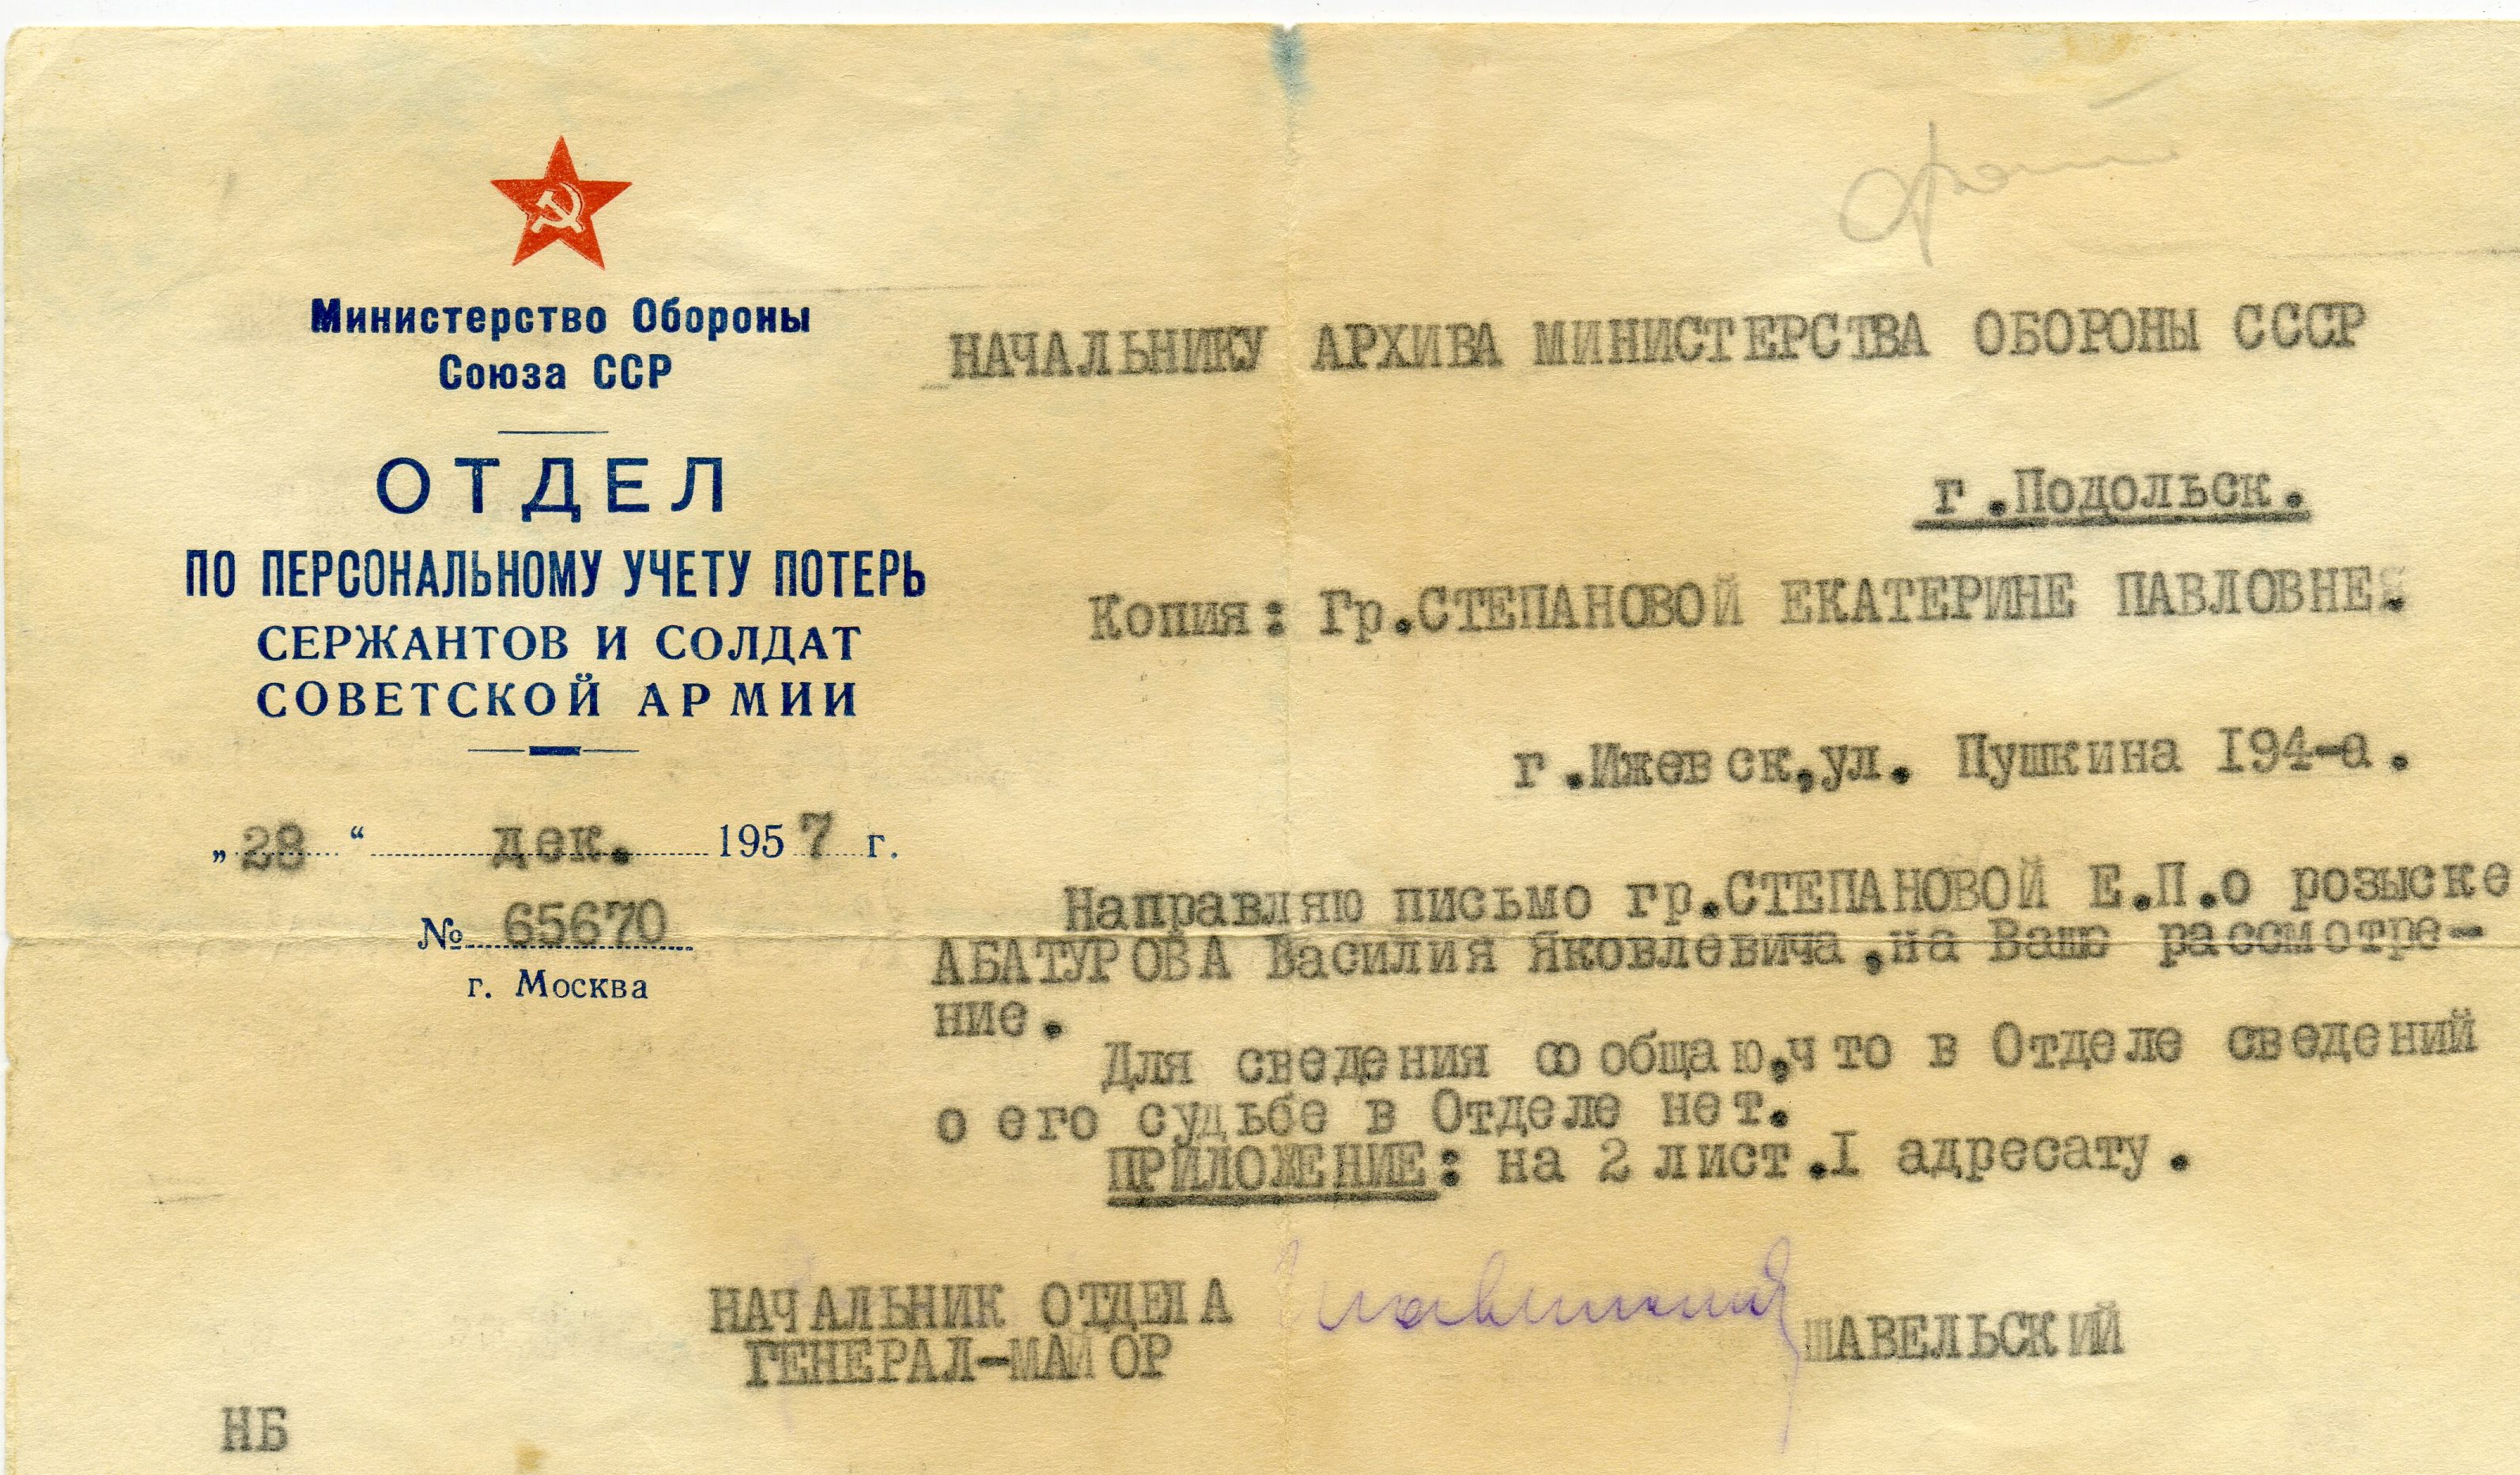 Министерство Обороны
Союза ССР
ОТДЕЛ
ПО ПЕРСОНАЛЬНОМУ УЧЕТУ ПОТЕРЬ
СЕРЖАНТОВ И СОЛДАТ
СОВЕТСКОЙ АРМИИ
„28“ дек. 1957 г.
№ 65670
г. Москва
НАЧАЛЬНИКУ АРХИВА МИНИСТЕРСТВА ОБОРОНЫ СССР
г.Подольск.
Копия: Гр.СТЕПАНОВОЙ ЕКАТЕРИНЕ ПАВЛОВНЕ.
г.Ижевск,ул. Пушкина I94-а.
Направляю письмо гр.СТЕПАНОВОЙ Е.П.о розыске
АБАТУРОВА Василия Яковлевича,на Ваше рассмотре-
ние.
Для сведения сообщаю,что в Отделе сведений
о его судьбе в Отделе нет.
ПРИЛОЖЕНИЕ: на 2 лист.I адресату.
НАЧАЛЬНИК ОТДЕЛА
ГЕНЕРАЛ-МАЙОР
ШАВЕЛЬСКИЙ
НБ